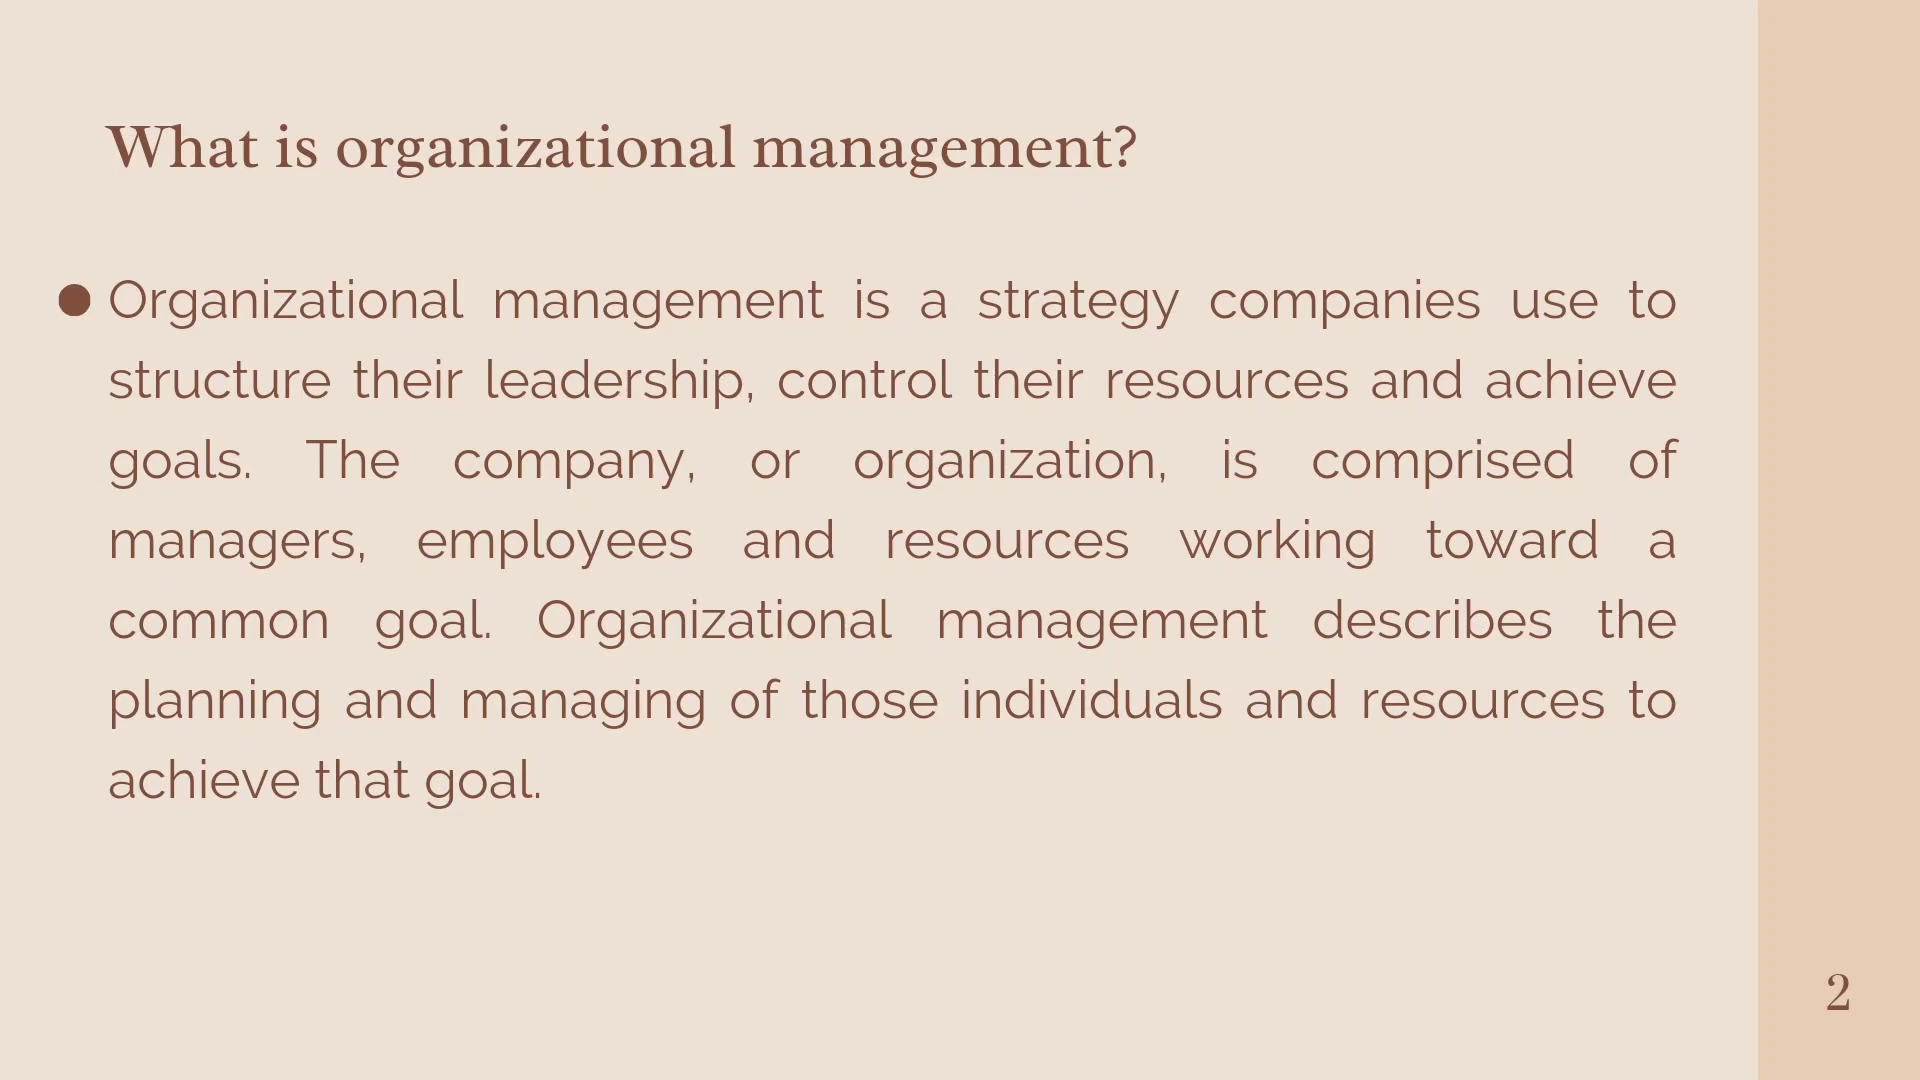 What is organizational management?
● Organizational management is a strategy companies use to
structure their leadership, control their resources and achieve
goals. The company, or organization, is comprised of
managers, employees and resources working toward a
common goal. Organizational management describes the
planning and managing of those individuals and resources to
achieve that goal.
2